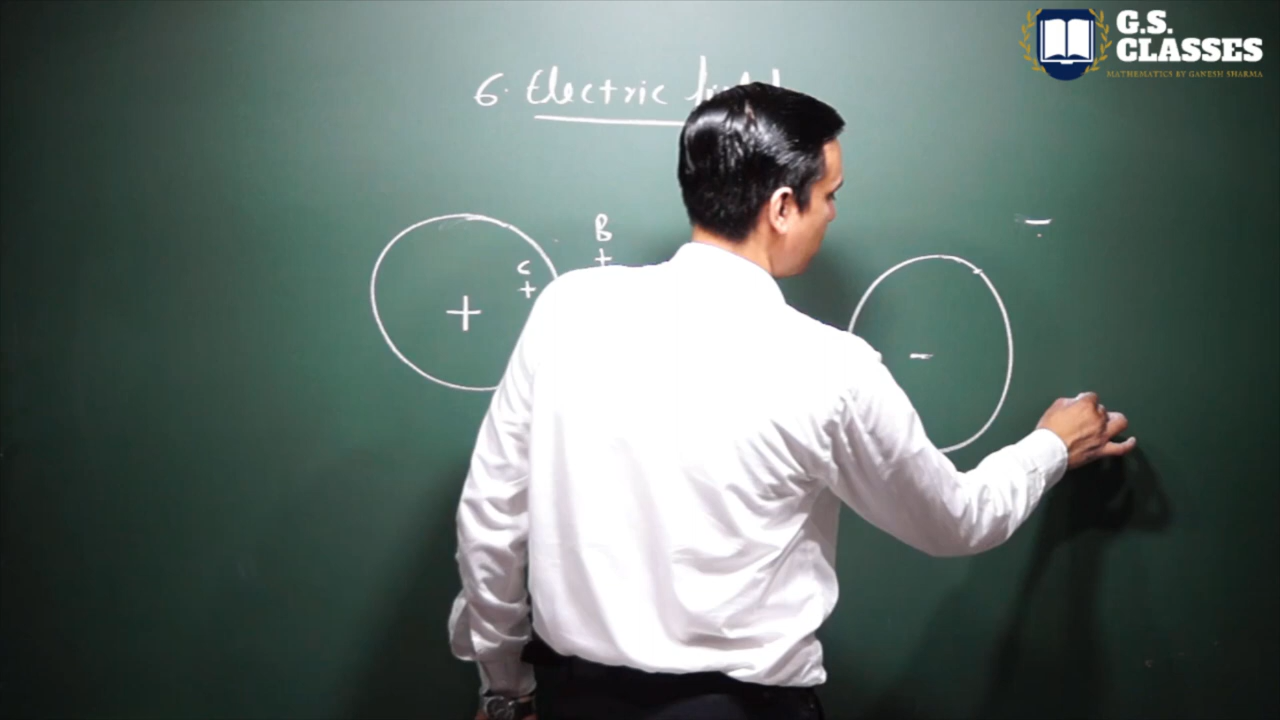 G.S.
CLASSES
MATHEMATICS BY GANESH SHARMA
6. Electric
B
+
C
+
+
-
-